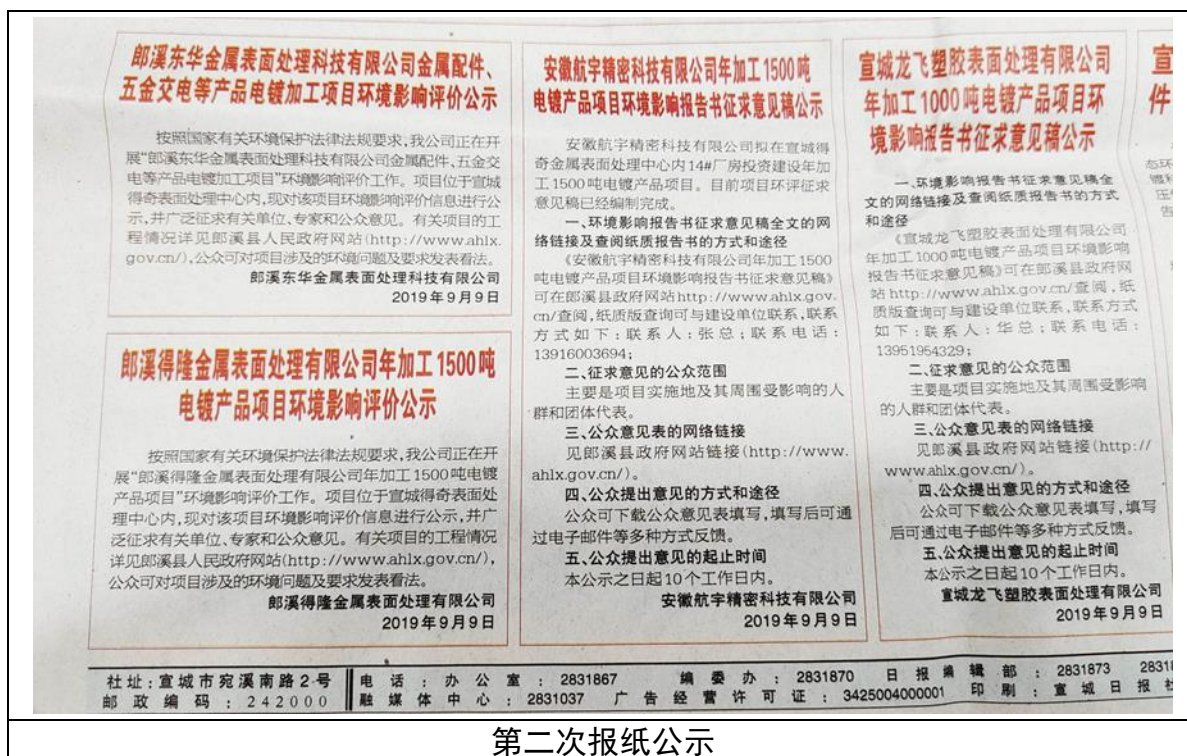 郎溪东华金属表面处理科技有限公司金属配件、
五金交电等产品电镀加工项目环境影响评价公示
按照国家有关环境保护法律法规要求,我公司正在开
展“郎溪东华金属表面处理科技有限公司金属配件、五金交
电等产品电镀加工项目”环境影响评价工作。项目位于宣城
得奇表面处理中心内,现对该项目环境影响评价信息进行公
示,并广泛征求有关单位、专家和公众意见。有关项目的工
程情况详见郎溪县人民政府网站(http://www.ahlx.
gov.cn/),公众可对项目涉及的环境问题及要求发表看法。
郎溪东华金属表面处理科技有限公司
2019年9月9日
郎溪得隆金属表面处理有限公司年加工1500吨
电镀产品项目环境影响评价公示
按照国家有关环境保护法律法规要求,我公司正在开
展“郎溪得隆金属表面处理有限公司年加工1500吨电镀
产品项目”环境影响评价工作。项目位于宣城得奇表面处
理中心内,现对该项目环境影响评价信息进行公示,并广
泛征求有关单位、专家和公众意见。有关项目的工程情况
详见郎溪县人民政府网站(http://www.ahlx.gov.cn/),
公众可对项目涉及的环境问题及要求发表看法。
郎溪得隆金属表面处理有限公司
2019年9月9日
安徽航宇精密科技有限公司年加工1500吨
电镀产品项目环境影响报告书征求意见稿公示
安徽航宇精密科技有限公司拟在宣城得
奇金属表面处理中心内14#厂房投资建设年加
工1500吨电镀产品项目。目前项目环评征求
意见稿已经编制完成。
一、环境影响报告书征求意见稿全文的网
络链接及查阅纸质报告书的方式和途径
《安徽航宇精密科技有限公司年加工1500
吨电镀产品项目环境影响报告书征求意见稿》
可在郎溪县政府网站http://www.ahlx.gov.
cn/查阅,纸质版查询可与建设单位联系,联系
方式如下:联系人:张总;联系电话:
13916003694;
二、征求意见的公众范围
主要是项目实施地及其周围受影响的人
群和团体代表。
三、公众意见表的网络链接
见郎溪县政府网站链接(http://www.
ahlx.gov.cn/)。
四、公众提出意见的方式和途径
公众可下载公众意见表填写,填写后可通
过电子邮件等多种方式反馈。
五、公众提出意见的起止时间
本公示之日起10个工作日内。
安徽航宇精密科技有限公司
2019年9月9日
宣城龙飞塑胶表面处理有限公司
年加工1000吨电镀产品项目环
境影响报告书征求意见稿公示
一、环境影响报告书征求意见稿全
文的网络链接及查阅纸质报告书的方式
和途径
《宣城龙飞塑胶表面处理有限公司
年加工1000吨电镀产品项目环境影响
报告书征求意见稿》可在郎溪县政府网
站http://www.ahlx.gov.cn/查阅,纸
质版查询可与建设单位联系,联系方式
如下:联系人:华总;联系电话:
13951954329;
二、征求意见的公众范围
主要是项目实施地及其周围受影响
的人群和团体代表。
三、公众意见表的网络链接
见郎溪县政府网站链接(http://
www.ahlx.gov.cn/)。
四、公众提出意见的方式和途径
公众可下载公众意见表填写,填写
后可通过电子邮件等多种方式反馈。
五、公众提出意见的起止时间
本公示之日起10个工作日内。
宣城龙飞塑胶表面处理有限公司
2019年9月9日
宣
件
社址:宣城市宛溪南路2号 电话:办公室:2831867 编委办:2831870 日报编辑部:2831873
邮政编码:242000 融媒体中心:2831037 广告经营许可证:3425004000001 印刷:宣城日报社
第二次报纸公示